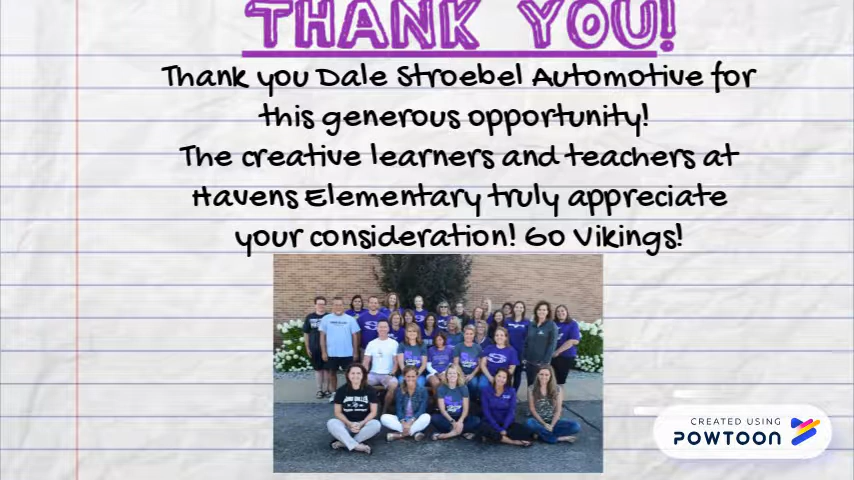 THANK YOU!
Thank you Dale Stroebel Automotive for
this generous opportunity!
The creative learners and teachers at
Havens Elementary truly appreciate
your consideration! Go Vikings!
CREATED USING
POWTOON